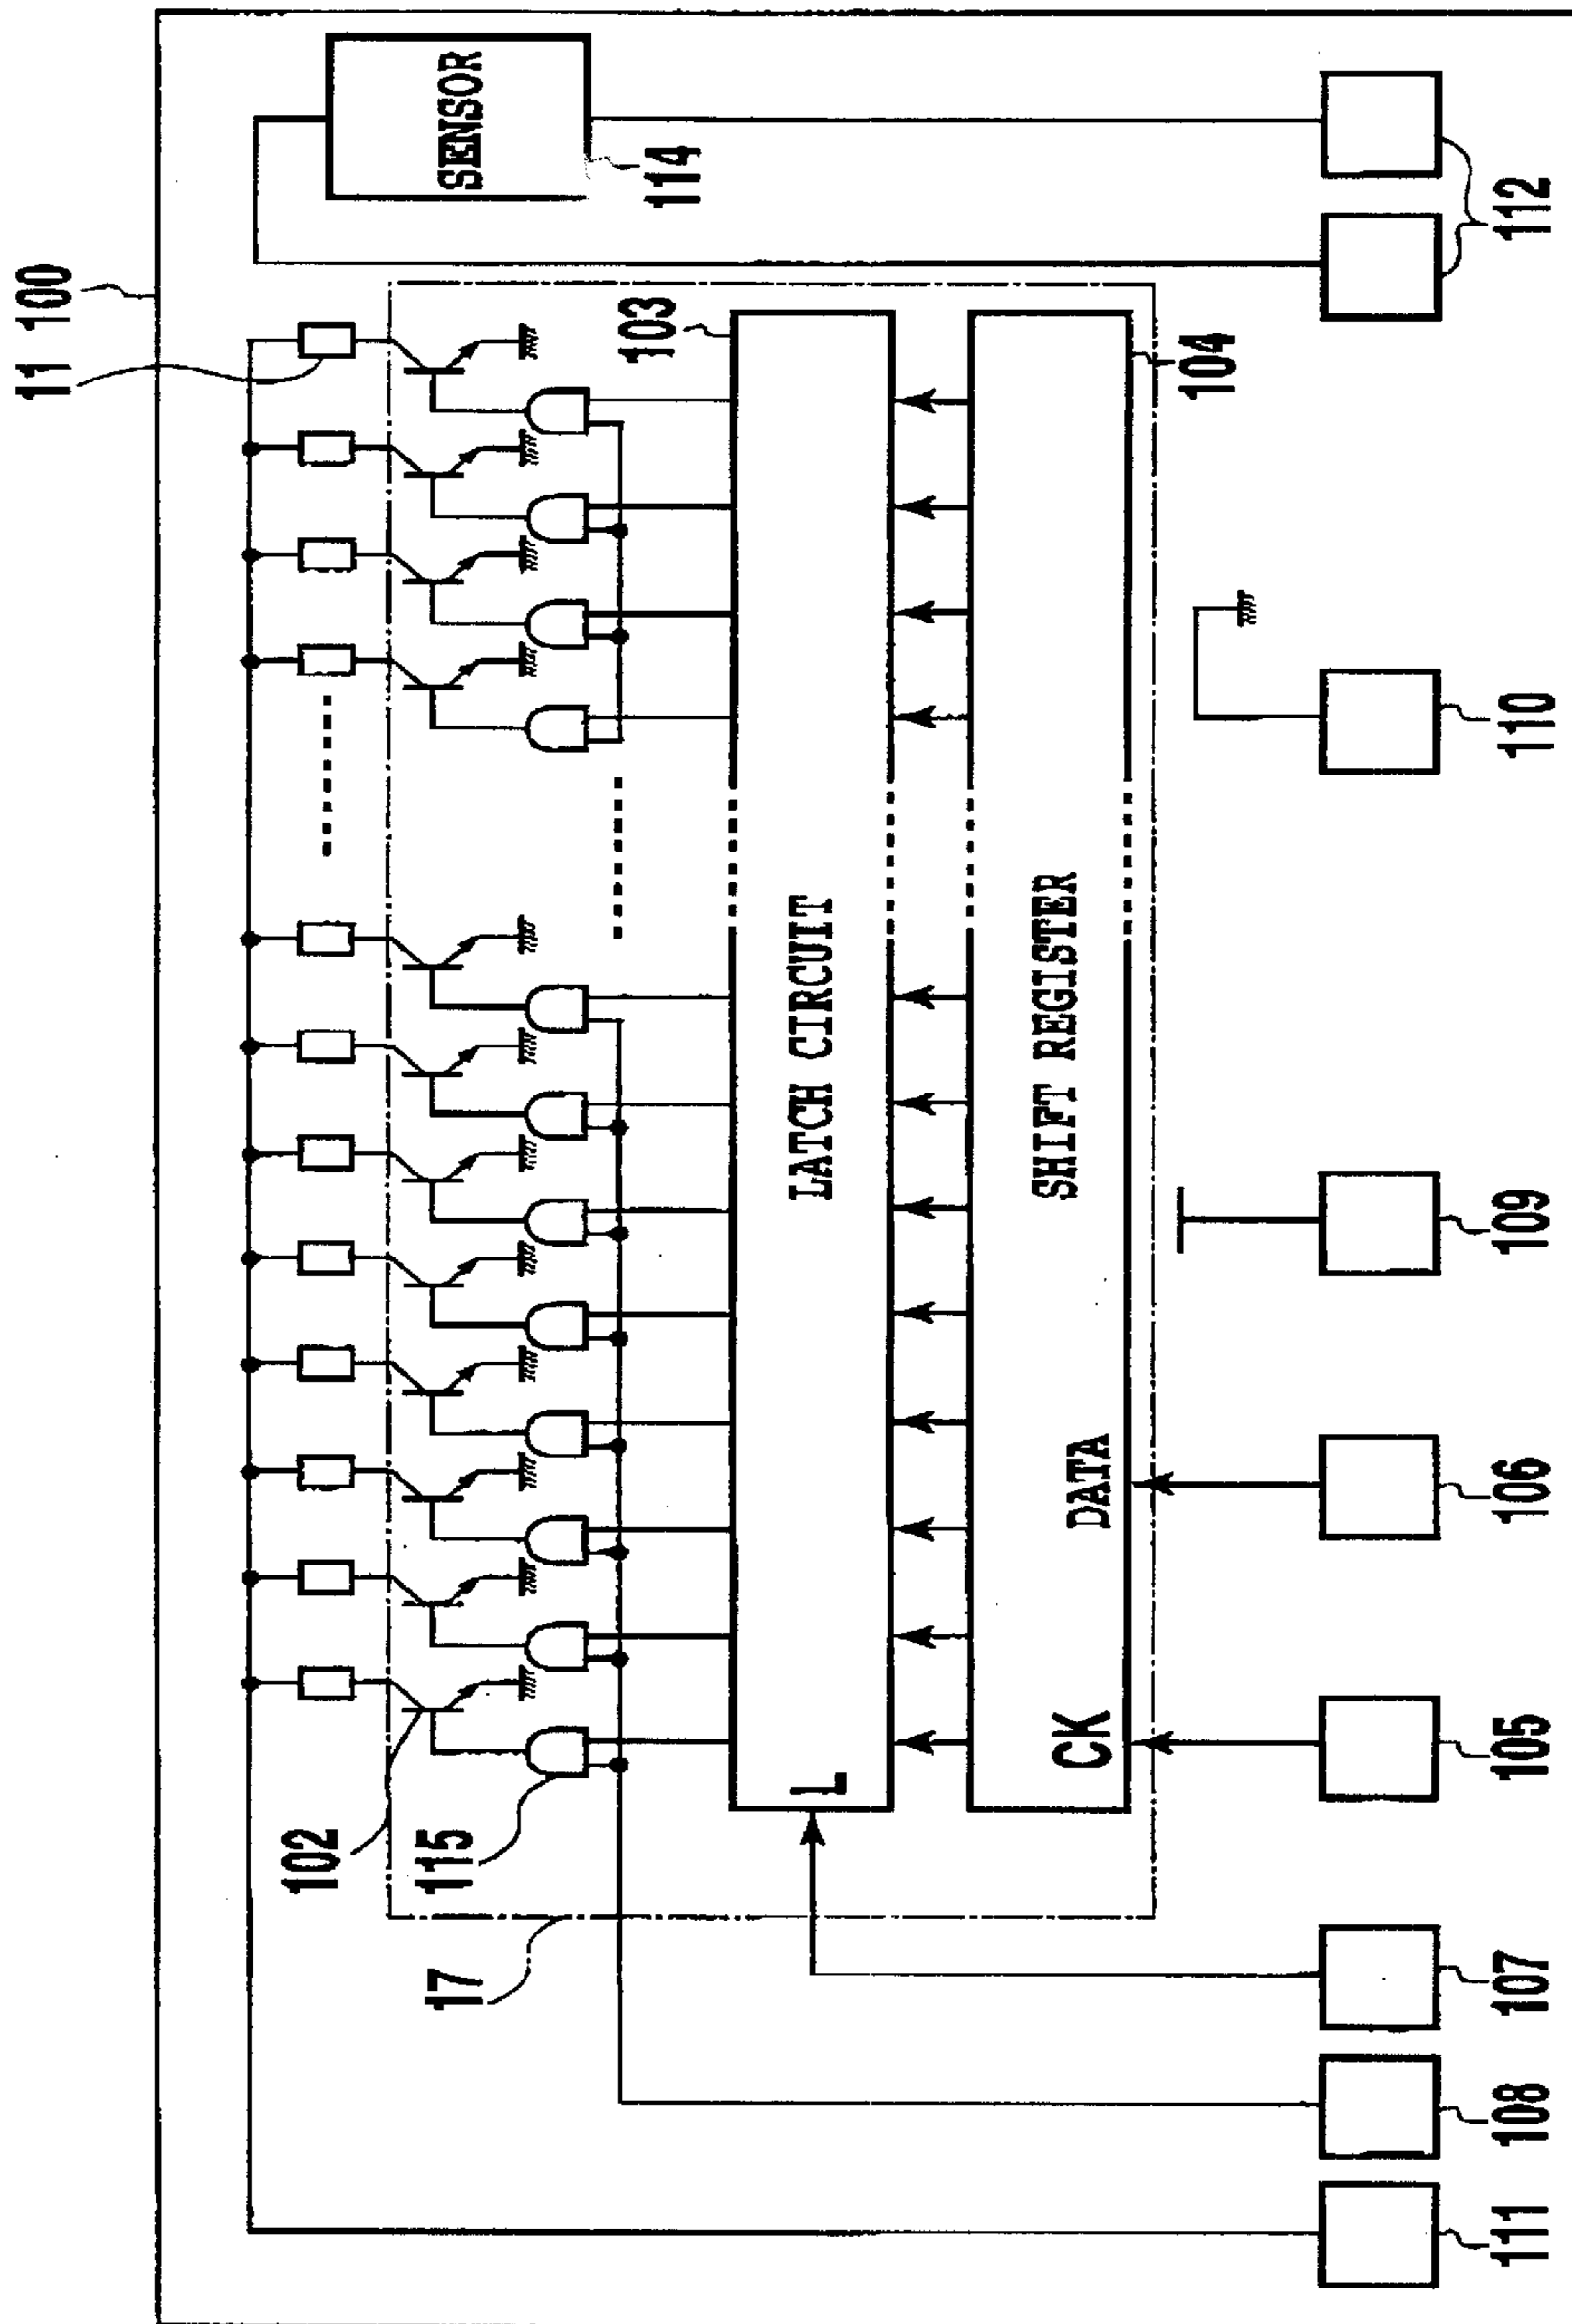 100
11
SENSOR
114
102
115
17
103
LATCH CIRCUIT
L
104
SHIFT REGISTER
DATA
CK
111
108
107
105
106
109
110
112